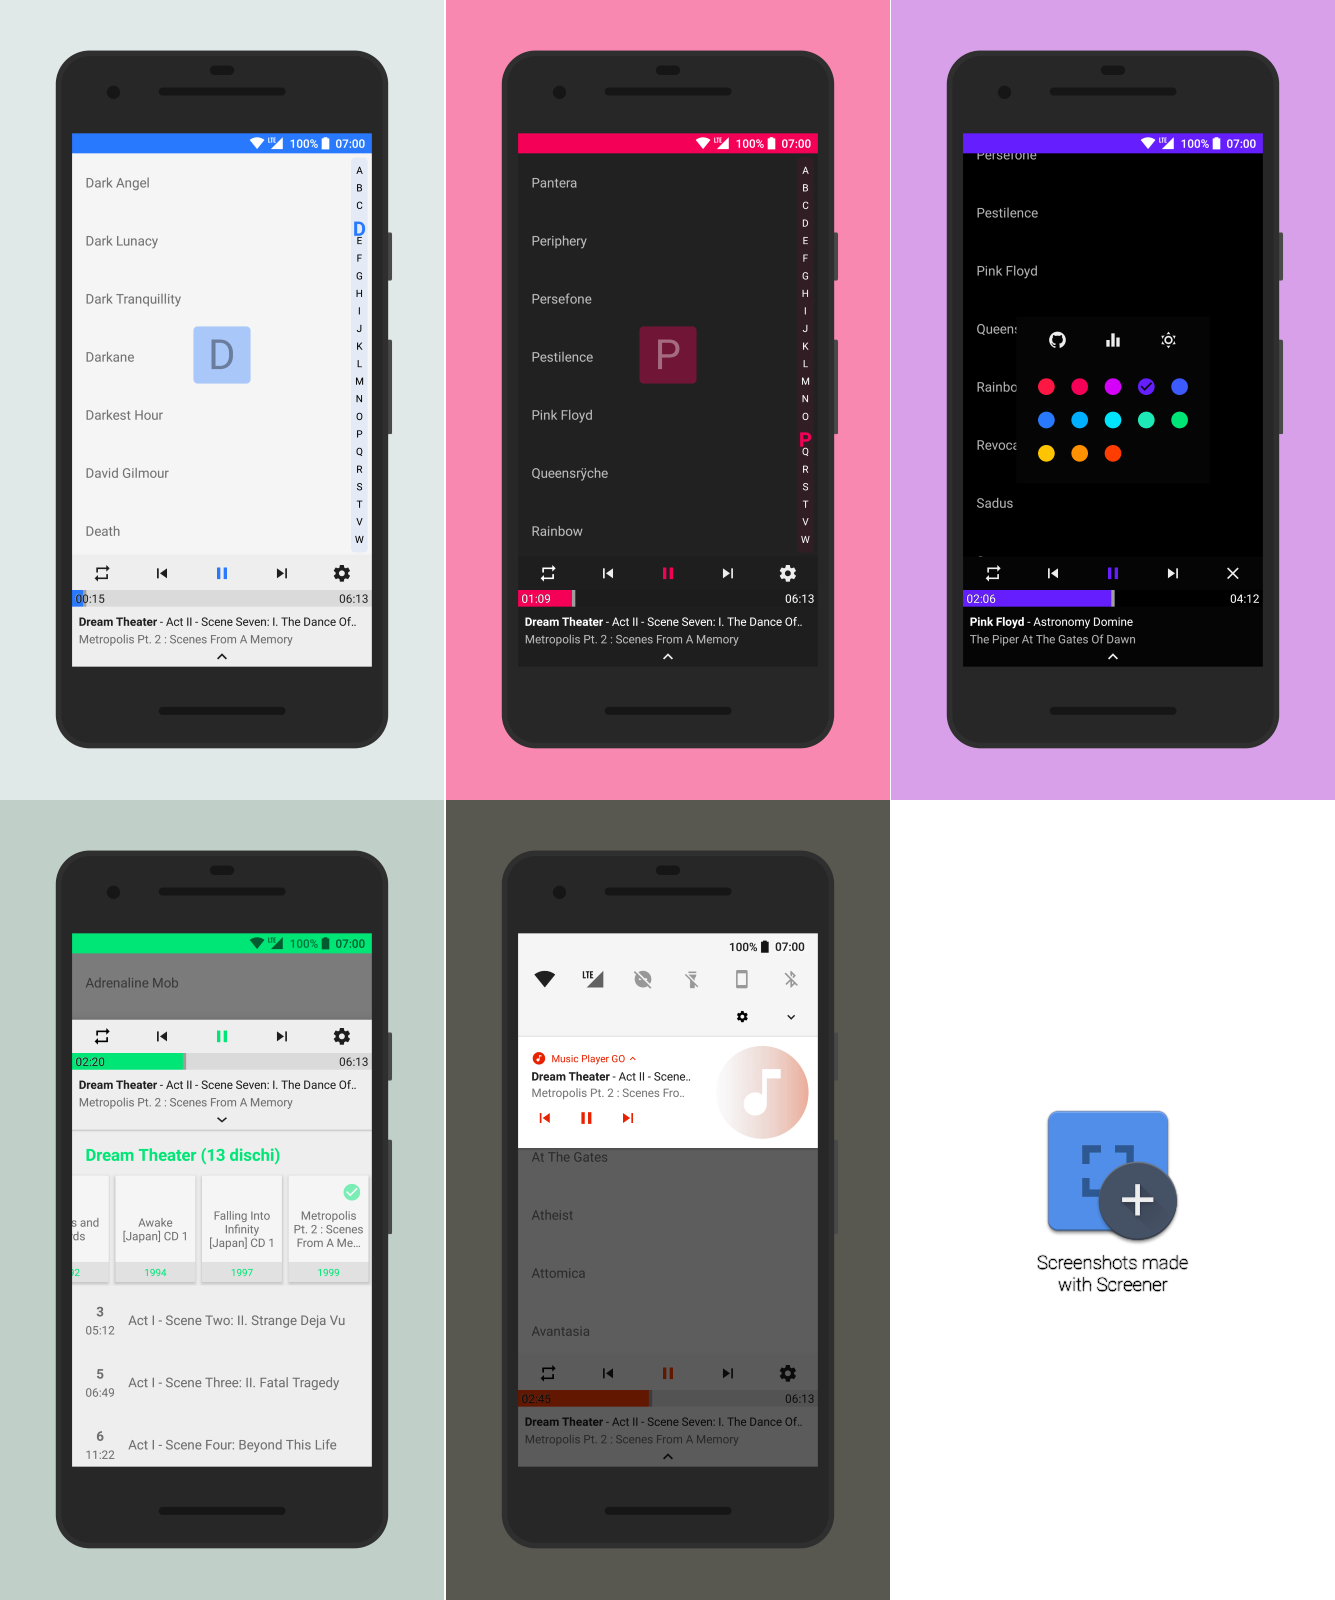 LTE 100% 07:00
Dark Angel
Dark Lunacy
Dark Tranquillity
Darkane
D
Darkest Hour
David Gilmour
Death
A
B
C
D
E
F
G
H
I
J
K
L
M
N
O
P
Q
R
S
T
V
W
00:15 06:13
Dream Theater - Act II - Scene Seven: I. The Dance Of..
Metropolis Pt. 2 : Scenes From A Memory
LTE 100% 07:00
Pantera
Periphery
Persefone
Pestilence
P
Pink Floyd
Queensrÿche
Rainbow
A
B
C
D
E
F
G
H
I
J
K
L
M
N
O
P
Q
R
S
T
V
W
01:09 06:13
Dream Theater - Act II - Scene Seven: I. The Dance Of..
Metropolis Pt. 2 : Scenes From A Memory
LTE 100% 07:00
Persefone
Pestilence
Pink Floyd
Queens
Rainbo
Revoca
Sadus
02:06 04:12
Pink Floyd - Astronomy Domine
The Piper At The Gates Of Dawn
LTE 100% 07:00
Adrenaline Mob
02:20 06:13
Dream Theater - Act II - Scene Seven: I. The Dance Of..
Metropolis Pt. 2 : Scenes From A Memory
Dream Theater (13 dischi)
s and
rds
92
Awake
[Japan] CD 1
1994
Falling Into
Infinity
[Japan] CD 1
1997
Metropolis
Pt. 2 : Scenes
From A Me...
1999
3
05:12
Act I - Scene Two: II. Strange Deja Vu
5
06:49
Act I - Scene Three: II. Fatal Tragedy
6
11:22
Act I - Scene Four: Beyond This Life
100% 07:00
LTE
Music Player GO
Dream Theater - Act II - Scene..
Metropolis Pt. 2 : Scenes Fro..
At The Gates
Atheist
Attomica
Avantasia
02:45 06:13
Dream Theater - Act II - Scene Seven: I. The Dance Of..
Metropolis Pt. 2 : Scenes From A Memory
Screenshots made
with Screener